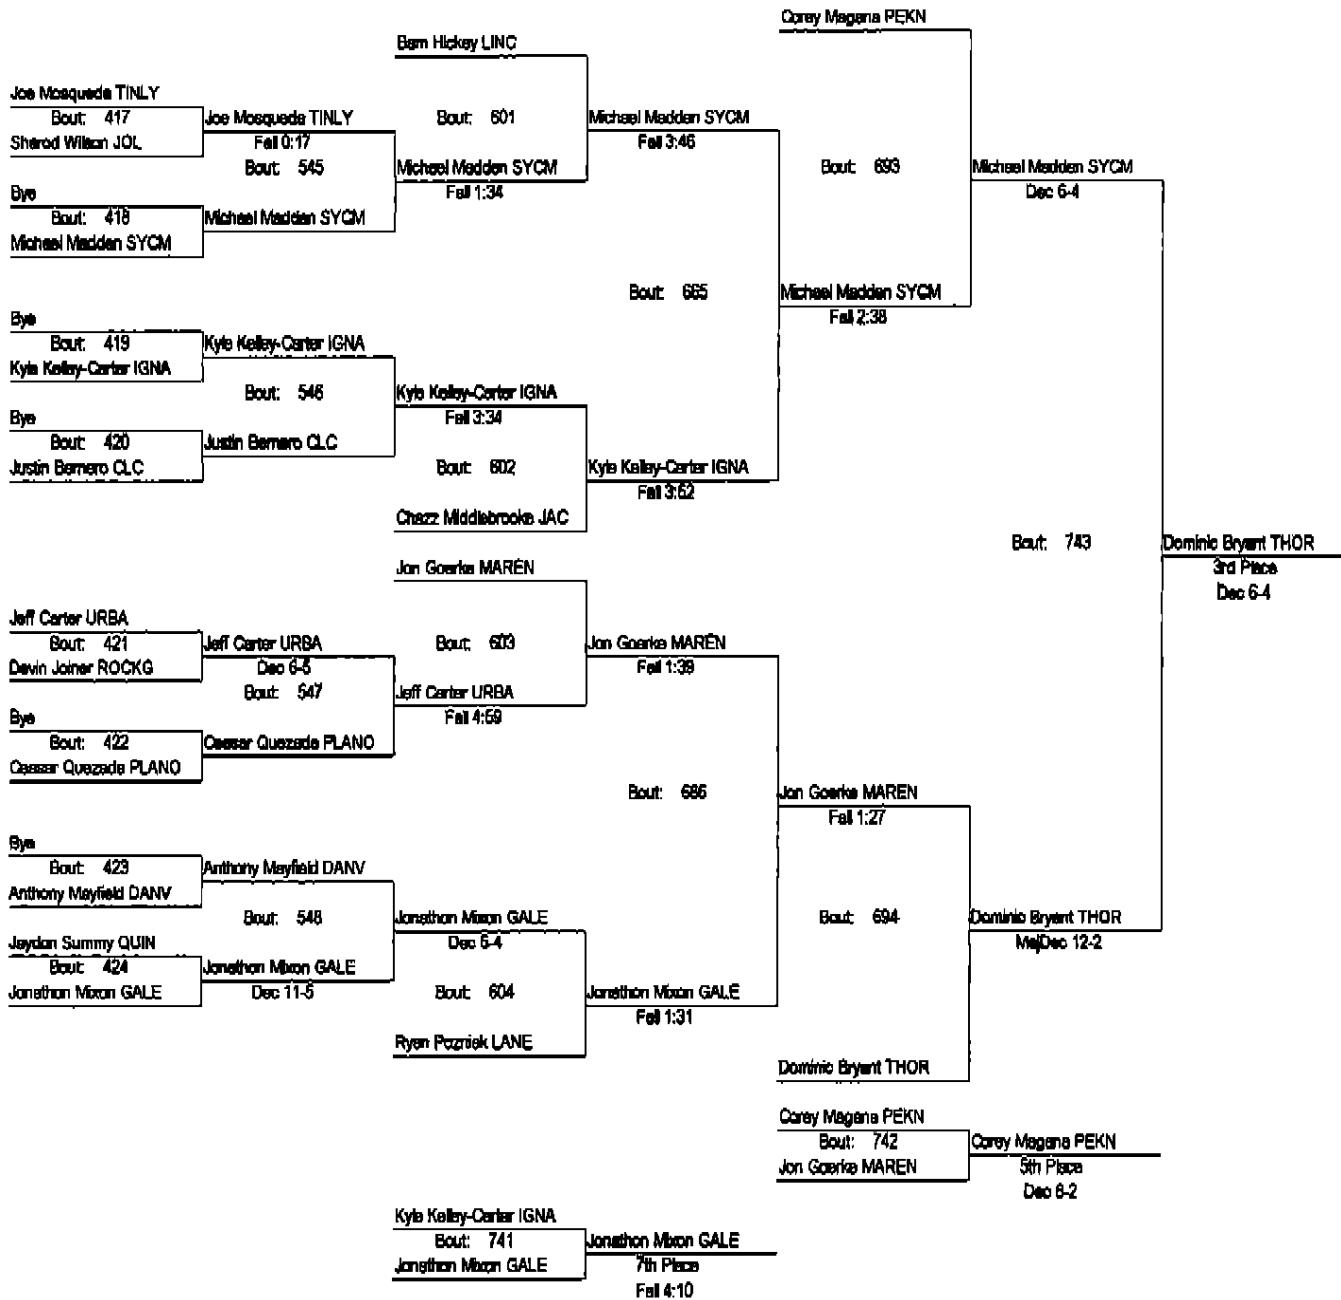 Corey Magana PEKN
Bam Hickey LINC
Joe Mosqueda TINLY
Bout: 417
Sharod Wilson JOL
Joe Mosqueda TINLY
Fall 0:17
Bout: 601
Michael Madden SYCM
Fall 3:46
Bout: 545
Michael Madden SYCM
Fall 1:34
Bout: 693
Michael Madden SYCM
Dec 6-4
Bye
Bout: 418
Michael Madden SYCM
Michael Madden SYCM
Bout: 665
Michael Madden SYCM
Fall 2:38
Bye
Bout: 419
Kyle Kelley-Carter IGNA
Kyle Kelley-Carter IGNA
Bout: 546
Kyle Kelley-Carter IGNA
Fall 3:34
Bye
Bout: 420
Justin Bernero CLC
Justin Bernero CLC
Bout: 602
Kyle Kelley-Carter IGNA
Fall 3:52
Chazz Middlebrooke JAC
Bout: 743
Dominic Bryant THOR
3rd Place
Dec 6-4
Jon Goerke MAREN
Jeff Carter URBA
Bout: 421
Devin Joiner ROCKG
Jeff Carter URBA
Dec 6-5
Bout: 603
Jon Goerke MAREN
Fall 1:39
Bout: 547
Jeff Carter URBA
Fall 4:59
Bye
Bout: 422
Caesar Quezada PLANO
Caesar Quezada PLANO
Bout: 686
Jon Goerke MAREN
Fall 1:27
Bye
Bout: 423
Anthony Mayfield DANV
Anthony Mayfield DANV
Bout: 548
Jonathon Mixon GALE
Dec 5-4
Bout: 694
Dominic Bryant THOR
MajDec 12-2
Jaydon Summy QUIN
Bout: 424
Jonathon Mixon GALE
Jonathon Mixon GALE
Dec 11-5
Bout: 604
Jonathon Mixon GALE
Fall 1:31
Ryan Pozniak LANE
Dominic Bryant THOR
Corey Magana PEKN
Bout: 742
Jon Goerke MAREN
Corey Magana PEKN
5th Place
Dec 8-2
Kyle Kelley-Carter IGNA
Bout: 741
Jonathon Mixon GALE
Jonathon Mixon GALE
7th Place
Fall 4:10